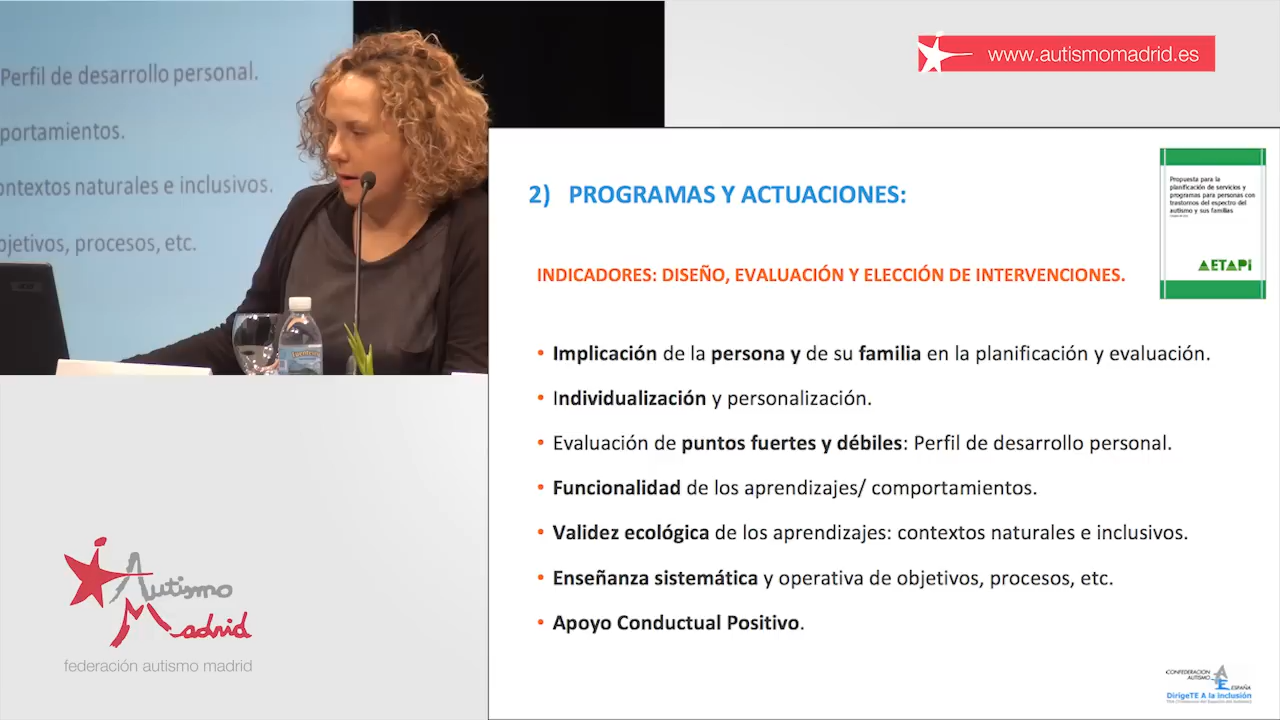 Perfil de desarrollo personal.
portamientos.
ontextos naturales e inclusivos.
bjetivos, procesos, etc.
acer
www.autismomadrid.es
2) PROGRAMAS Y ACTUACIONES:
Propuesta para la
planificación de servicios y
programas para personas con
trastornos del espectro del
autismo y sus familias
AETAPI
INDICADORES: DISEÑO, EVALUACIÓN Y ELECCIÓN DE INTERVENCIONES.
• Implicación de la persona y de su familia en la planificación y evaluación.
• Individualización y personalización.
• Evaluación de puntos fuertes y débiles: Perfil de desarrollo personal.
• Funcionalidad de los aprendizajes/ comportamientos.
• Validez ecológica de los aprendizajes: contextos naturales e inclusivos.
• Enseñanza sistemática y operativa de objetivos, procesos, etc.
• Apoyo Conductual Positivo.
Autismo
Madrid
federación autismo madrid
CONFEDERACION
AUTISMO
ESPAÑA
DirigeTE A la inclusión